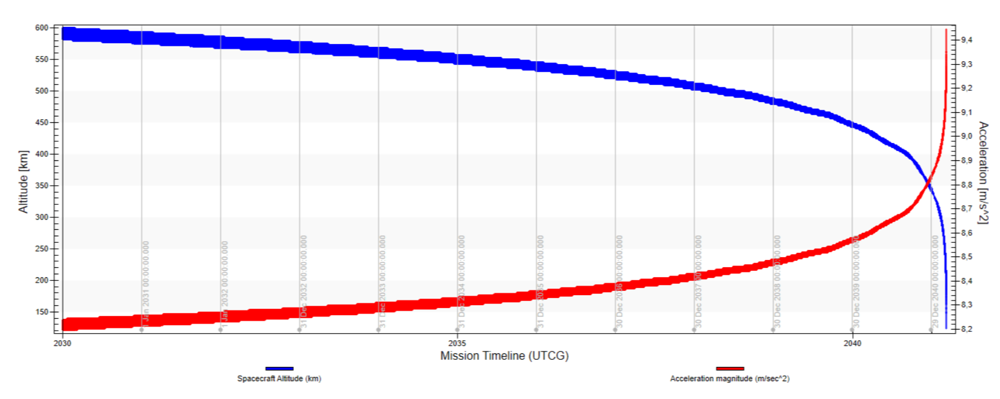 600
550
500
450
400
350
300
250
200
150
Altitude [km]
9,4
9,3
9,2
9,1
9,0
8,9
8,8
8,7
8,6
8,5
8,4
8,3
8,2
Acceleration [m/s^2]
1 Jan 2031 00:00:00.000
1 Jan 2032 00:00:00.000
31 Dec 2032 00:00:00.000
31 Dec 2033 00:00:00.000
31 Dec 2034 00:00:00.000
31 Dec 2035 00:00:00.000
30 Dec 2036 00:00:00.000
30 Dec 2037 00:00:00.000
30 Dec 2038 00:00:00.000
30 Dec 2039 00:00:00.000
29 Dec 2040 00:00:00.000
2030
2035
2040
Mission Timeline (UTCG)
Spacecraft Altitude (km)
Acceleration magnitude (m/sec^2)